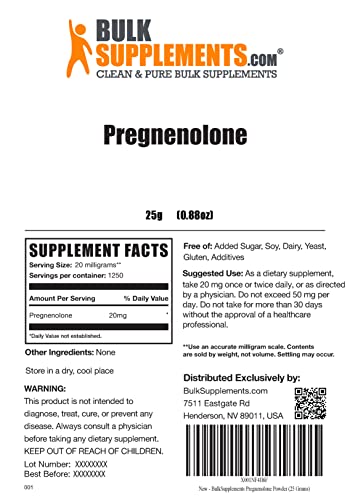 BULK
SUPPLEMENTS.COM®
CLEAN & PURE BULK SUPPLEMENTS
Pregnenolone
25g (0.88oz)
SUPPLEMENT FACTS
Serving Size: 20 milligrams**
Servings per container: 1250
Amount Per Serving % Daily Value
Pregnenolone 20mg *
*Daily Value not established.
Other Ingredients: None
Store in a dry, cool place
WARNING:
This product is not intended to
diagnose, treat, cure, or prevent any
disease. Always consult a physician
before taking any dietary supplement.
KEEP OUT OF REACH OF CHILDREN.
Lot Number: XXXXXXXX
Best Before: XXXXXXXX
001
Free of: Added Sugar, Soy, Dairy, Yeast,
Gluten, Additives
Suggested Use: As a dietary supplement,
take 20 mg once or twice daily, or as directed
by a physician. Do not exceed 50 mg per
day. Do not take for more than 30 days
without the approval of a healthcare
professional.
**Use an accurate milligram scale. Contents
are sold by weight, not volume. Settling may occur.
Distributed Exclusively by:
BulkSupplements.com
7511 Eastgate Rd
Henderson, NV 89011, USA
New - BulkSupplements Pregnenolone Powder (25 Grams)